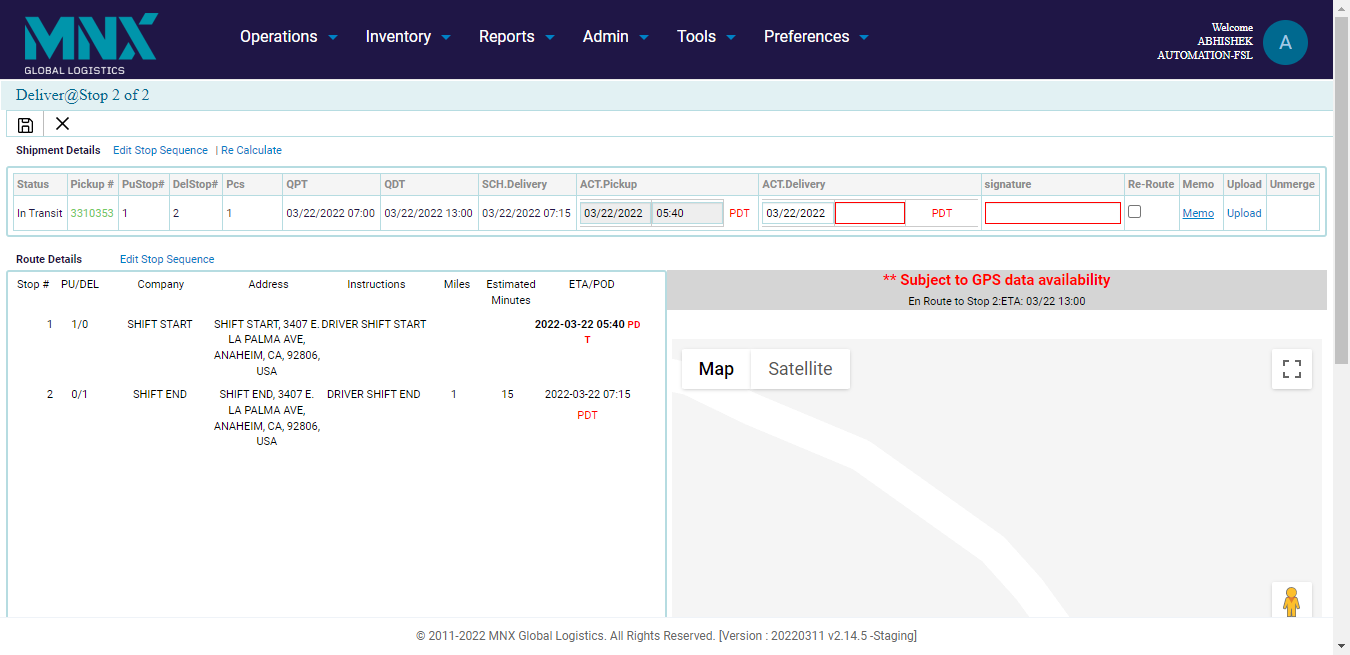 MNX
GLOBAL LOGISTICS
Operations Inventory Reports Admin Tools Preferences
Welcome
ABHISHEK
AUTOMATION-FSL
A
Deliver@Stop 2 of 2
Shipment Details Edit Stop Sequence | Re Calculate
Status Pickup # PuStop# DelStop# Pcs QPT QDT SCH.Delivery ACT.Pickup ACT.Delivery signature Re-Route Memo Upload Unmerge
In Transit 3310353 1 2 1 03/22/2022 07:00 03/22/2022 13:00 03/22/2022 07:15 03/22/2022 05:40 PDT 03/22/2022 PDT Memo Upload
Route Details Edit Stop Sequence
Stop # PU/DEL Company Address Instructions Miles Estimated Minutes ETA/POD
1 1/0 SHIFT START SHIFT START, 3407 E. DRIVER SHIFT START 2022-03-22 05:40 PD
LA PALMA AVE, T
ANAHEIM, CA, 92806,
USA
2 0/1 SHIFT END SHIFT END, 3407 E. DRIVER SHIFT END 1 15 2022-03-22 07:15
LA PALMA AVE, PDT
ANAHEIM, CA, 92806,
USA
** Subject to GPS data availability
En Route to Stop 2:ETA: 03/22 13:00
Map Satellite
© 2011-2022 MNX Global Logistics. All Rights Reserved. [Version : 20220311 v2.14.5 -Staging]